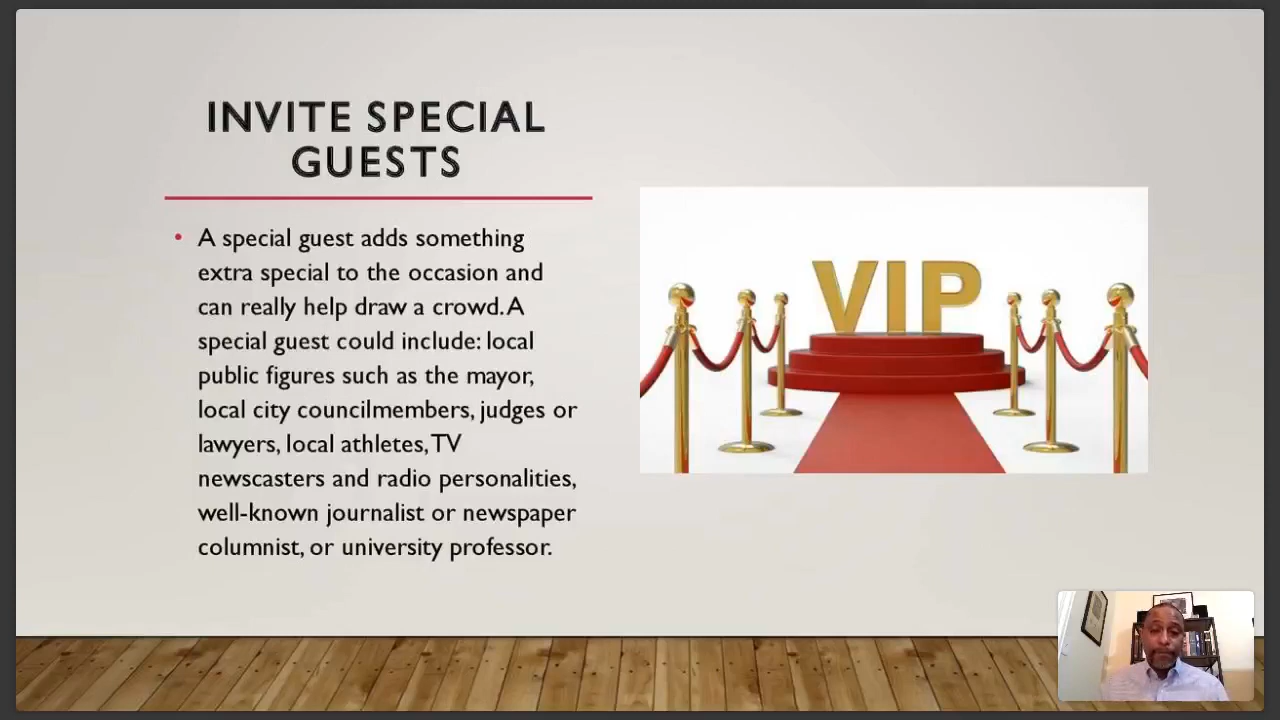 INVITE SPECIAL
GUESTS
• A special guest adds something
extra special to the occasion and
can really help draw a crowd. A
special guest could include: local
public figures such as the mayor,
local city councilmembers, judges or
lawyers, local athletes, TV
newscasters and radio personalities,
well-known journalist or newspaper
columnist, or university professor.
VIP